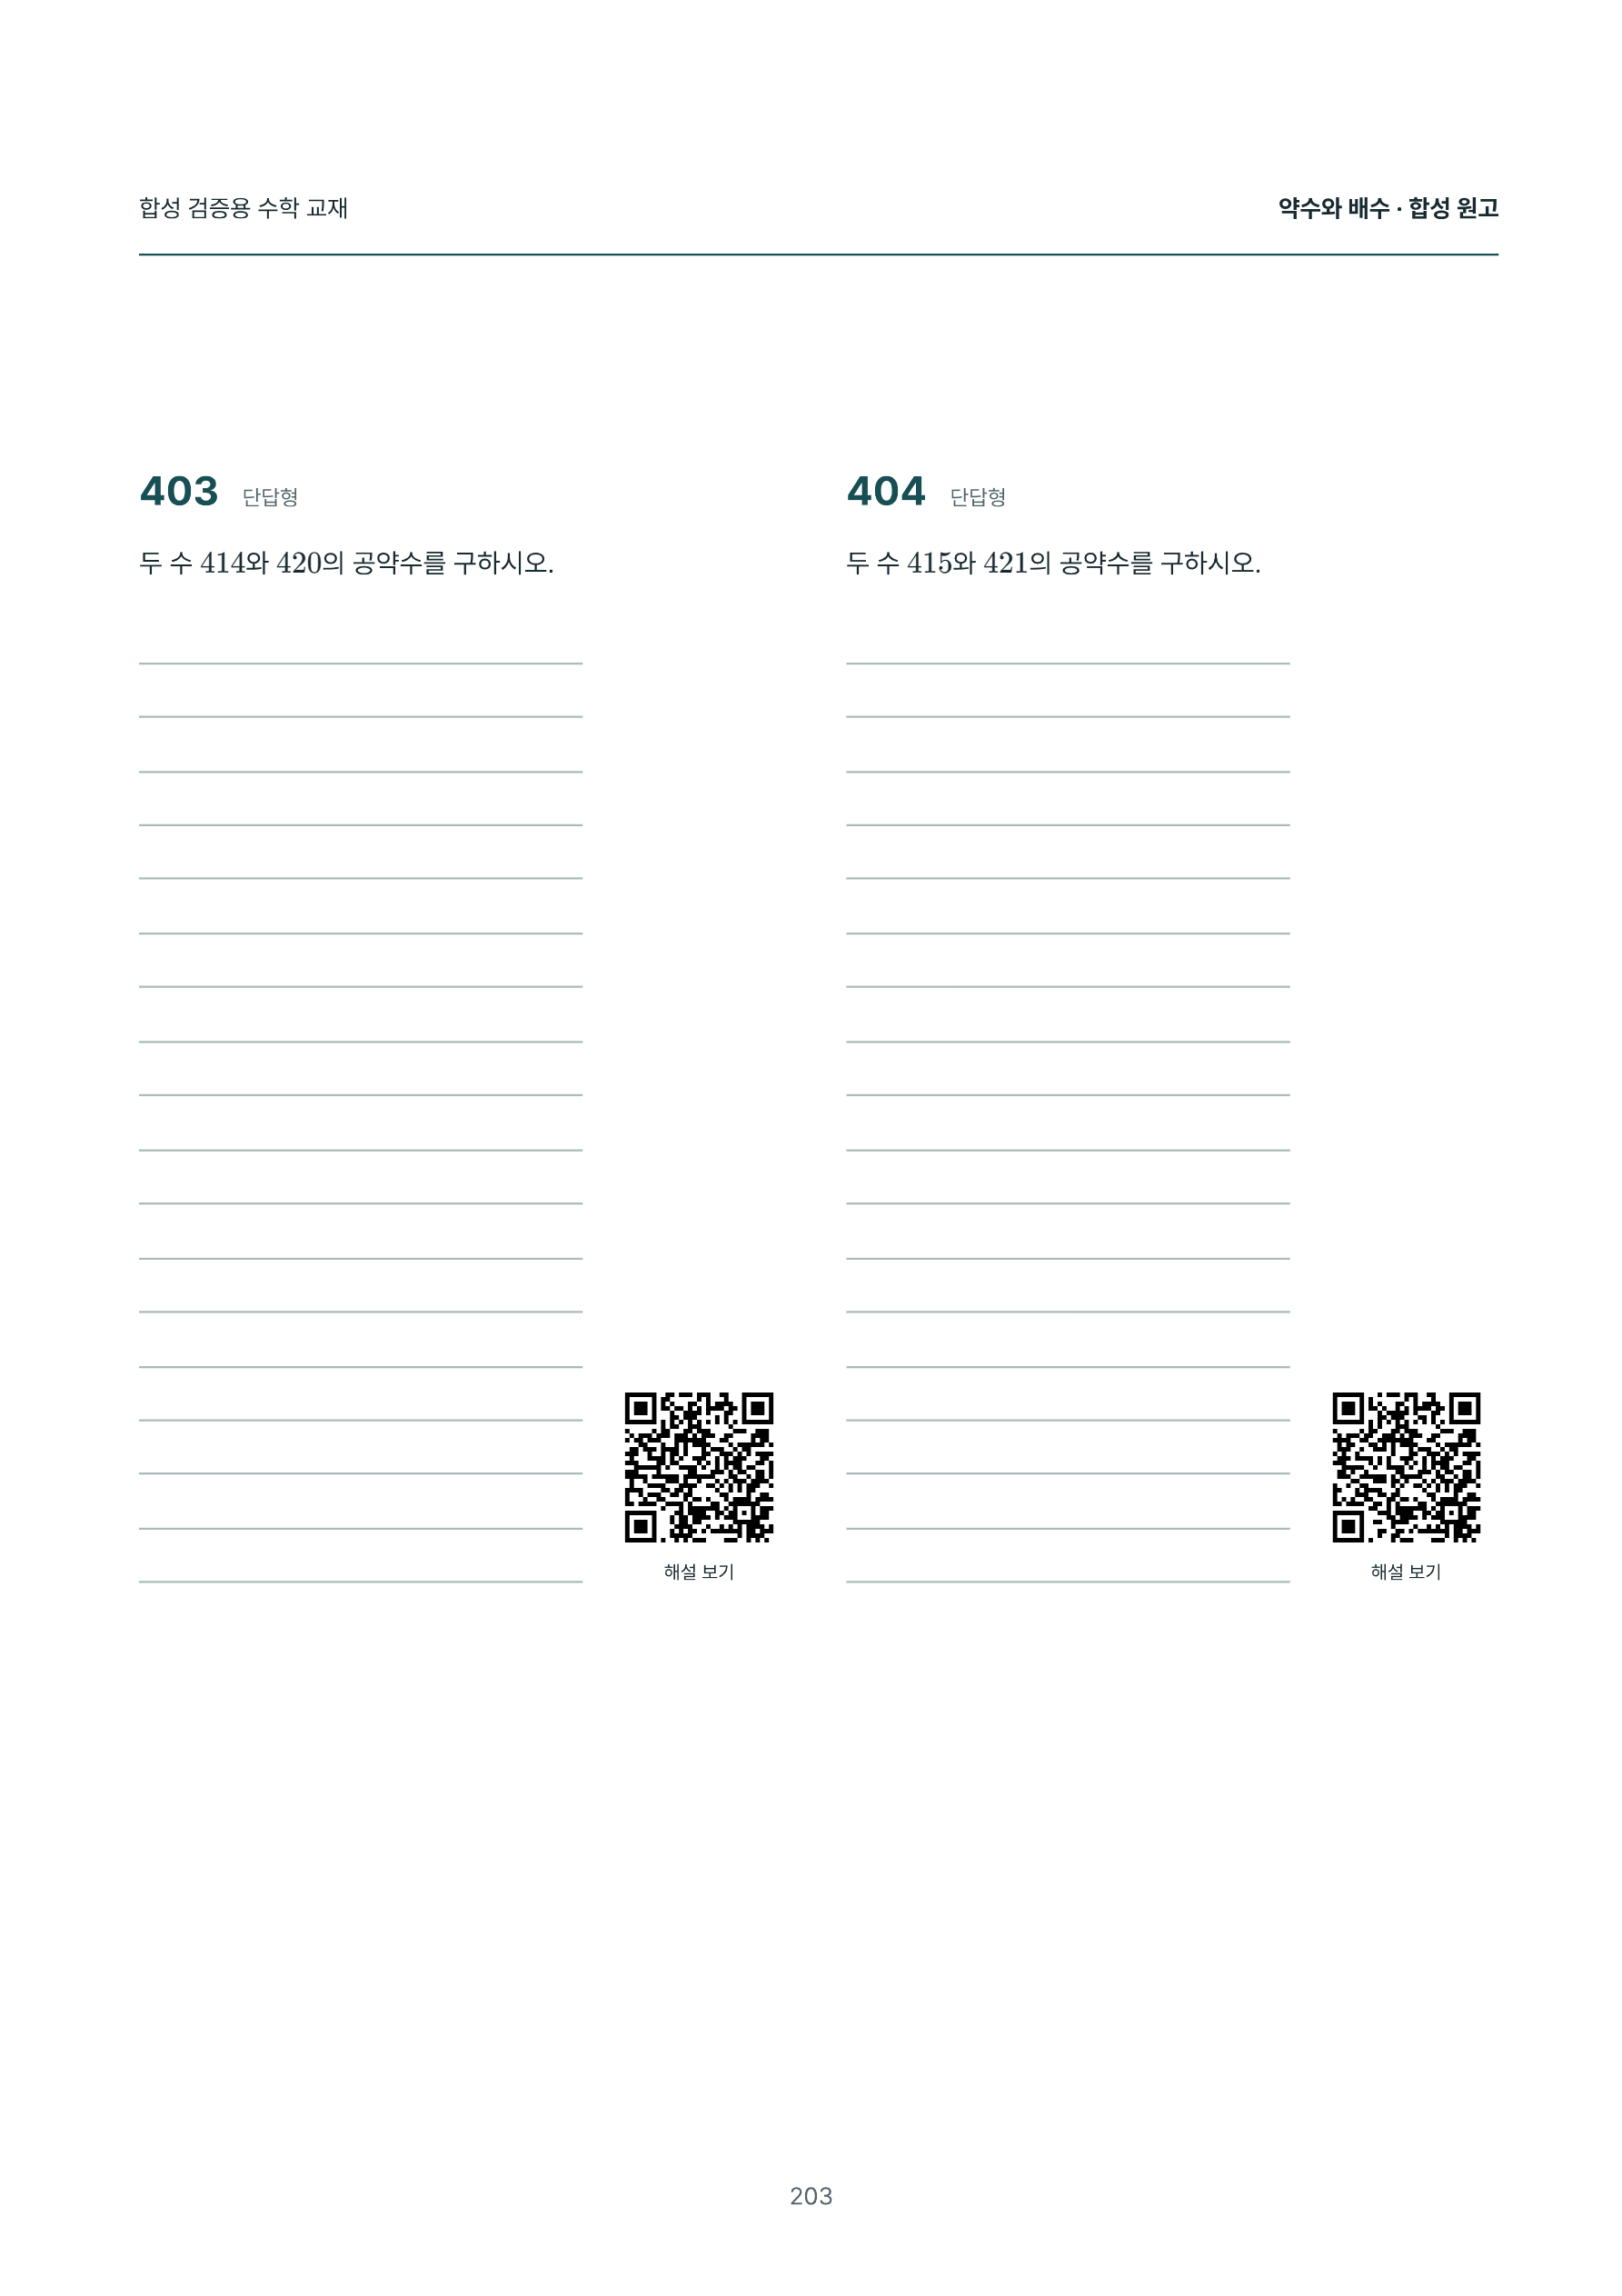 합성 검증용 수학 교재
약수와 배수 · 합성 원고
403 단답형
두 수 414와 420의 공약수를 구하시오.
해설 보기
404 단답형
두 수 415와 421의 공약수를 구하시오.
해설 보기
203